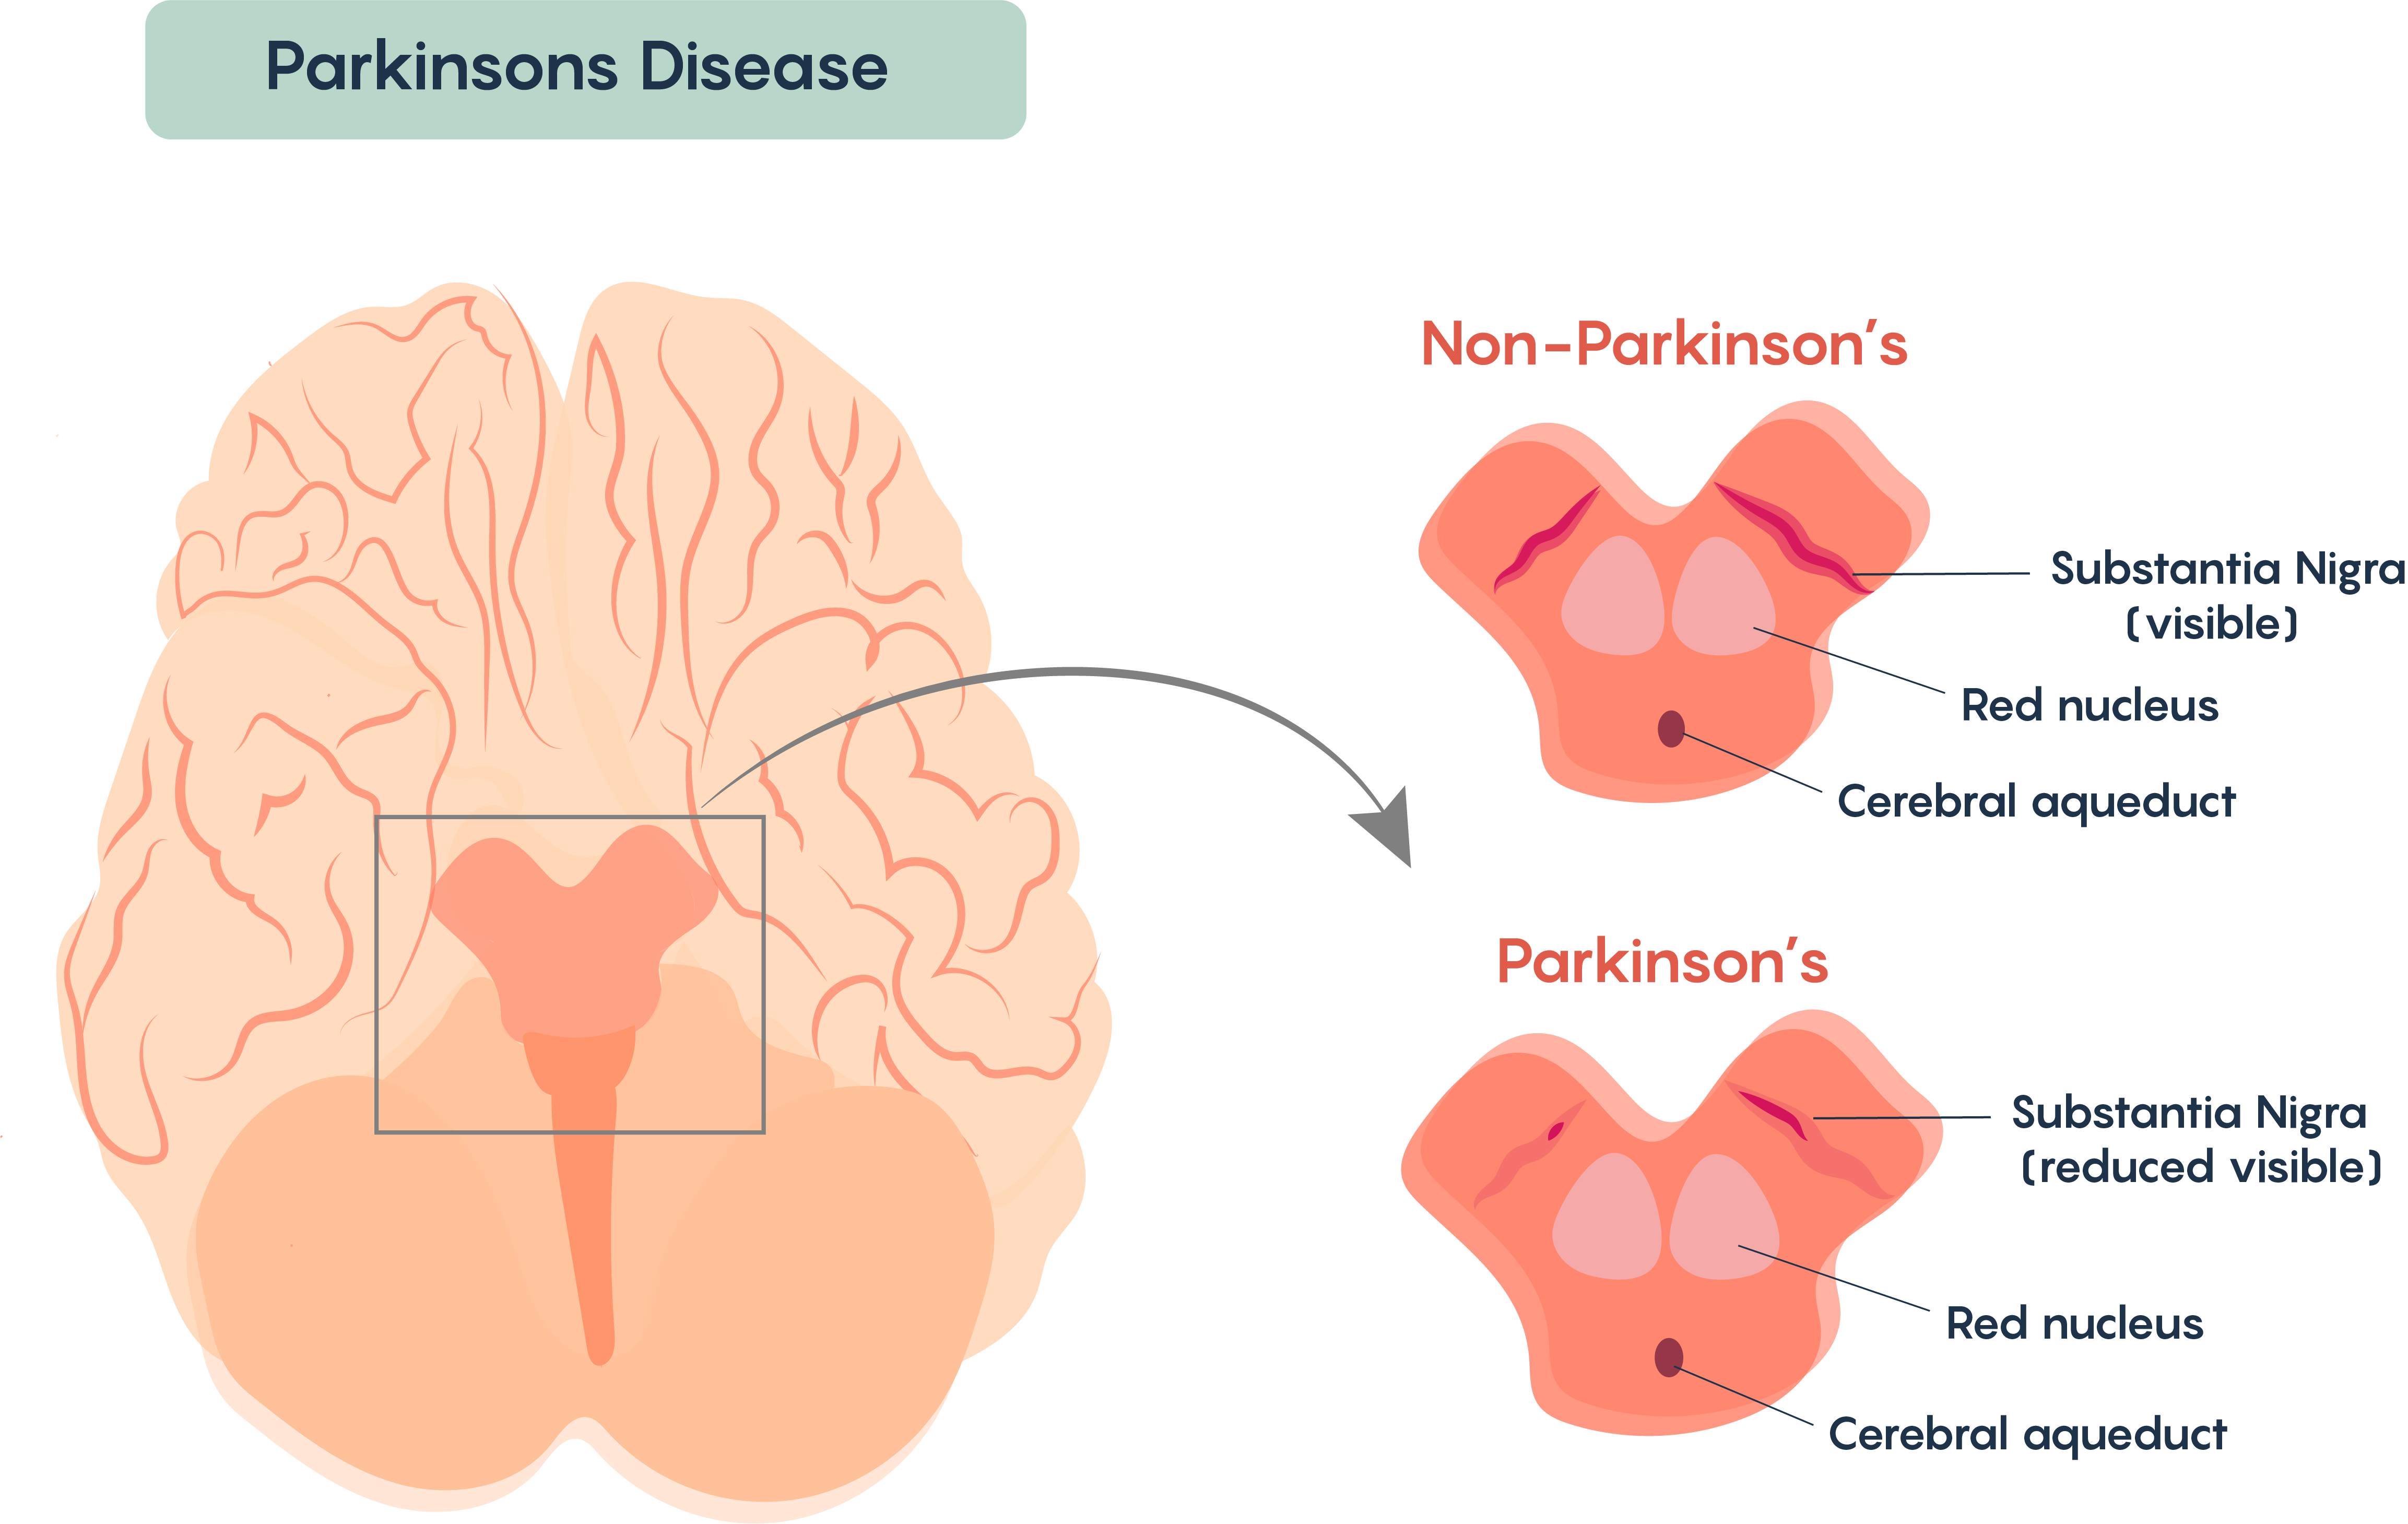 Parkinsons Disease
Non-Parkinson’s
Substantia Nigra
(visible)
Red nucleus
Cerebral aqueduct
Parkinson’s
Substantia Nigra
(reduced visible)
Red nucleus
Cerebral aqueduct